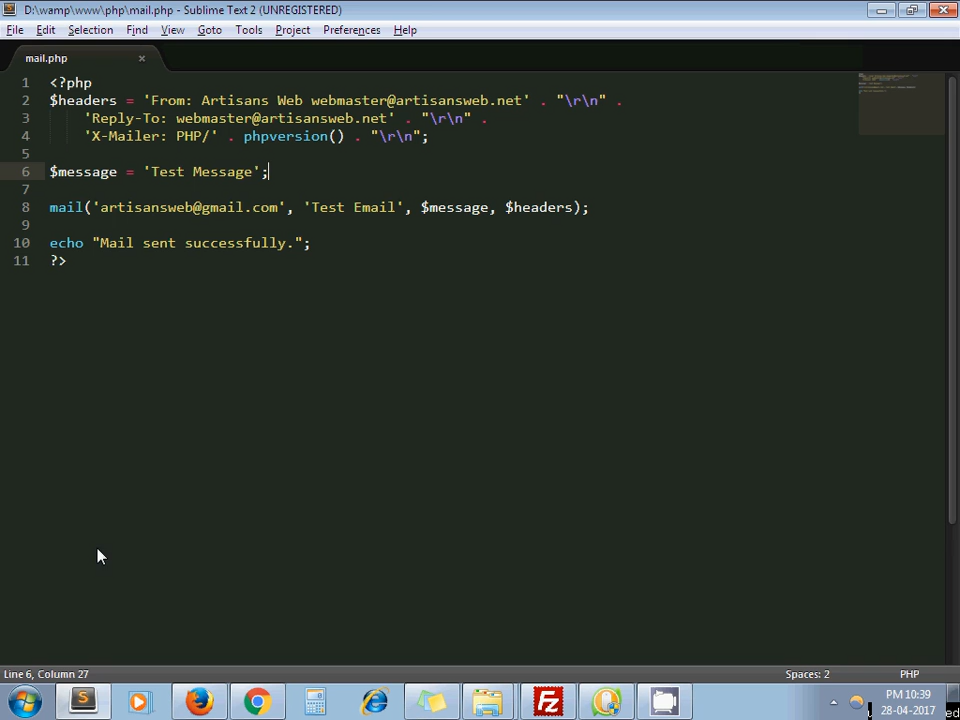 D:\wamp\www\php\mail.php - Sublime Text 2 (UNREGISTERED)
File Edit Selection Find View Goto Tools Project Preferences Help
mail.php ×
1 <?php
2 $headers = 'From: Artisans Web webmaster@artisansweb.net' . "\r\n" .
3     'Reply-To: webmaster@artisansweb.net' . "\r\n" .
4     'X-Mailer: PHP/' . phpversion() . "\r\n";
5
6 $message = 'Test Message';
7
8 mail('artisansweb@gmail.com', 'Test Email', $message, $headers);
9
10 echo "Mail sent successfully.";
11 ?>
Line 6, Column 27 Spaces: 2 PHP
S Fz
PM 10:39
28-04-2017